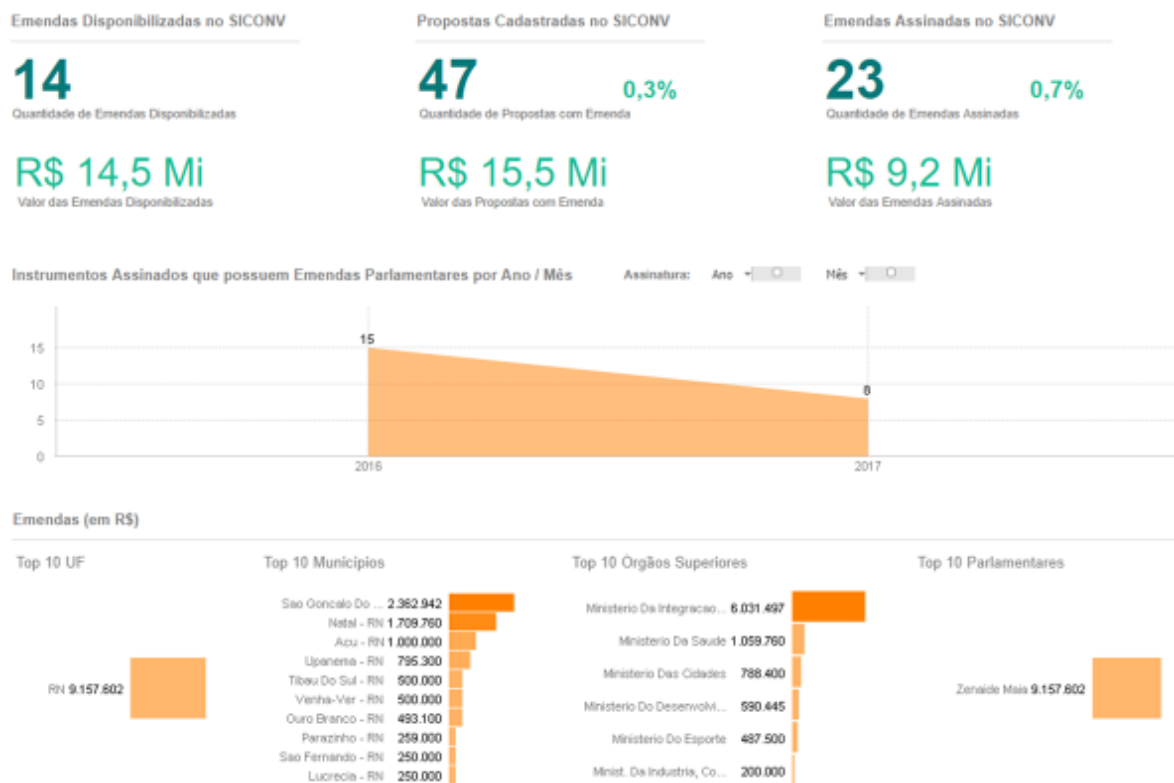 Emendas Disponibilizadas no SICONV
Propostas Cadastradas no SICONV
Emendas Assinadas no SICONV
14
47
0,3%
23
0,7%
Quantidade de Emendas Disponibilizadas
Quantidade de Propostas com Emenda
Quantidade de Emendas Assinadas
R$ 14,5 Mi
R$ 15,5 Mi
R$ 9,2 Mi
Valor das Emendas Disponibilizadas
Valor das Propostas com Emenda
Valor das Emendas Assinadas
Instrumentos Assinados que possuem Emendas Parlamentares por Ano / Mês
Assinatura: Ano Mês
15
10
5
0
15
8
2016
2017
Emendas (em R$)
Top 10 UF
RN 9.157.602
Top 10 Municípios
Sao Goncalo Do ... 2.362.942
Natal - RN 1.709.760
Acu - RN 1.000.000
Upanema - RN 795.300
Tibau Do Sul - RN 500.000
Venha-Ver - RN 500.000
Ouro Branco - RN 493.100
Parazinho - RN 259.000
Sao Fernando - RN 250.000
Lucrecia - RN 250.000
Top 10 Órgãos Superiores
Ministerio Da Integracao... 6.031.497
Ministerio Da Saude 1.059.760
Ministerio Das Cidades 788.400
Ministerio Do Desenvolvi... 590.445
Ministerio Do Esporte 487.500
Minist. Da Industria, Co... 200.000
Top 10 Parlamentares
Zenaide Maia 9.157.602